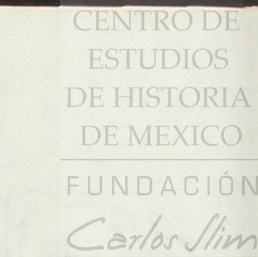 CENTRO DE
ESTUDIOS
DE HISTORIA
DE MEXICO
FUNDACIÓN
Carlos Slim